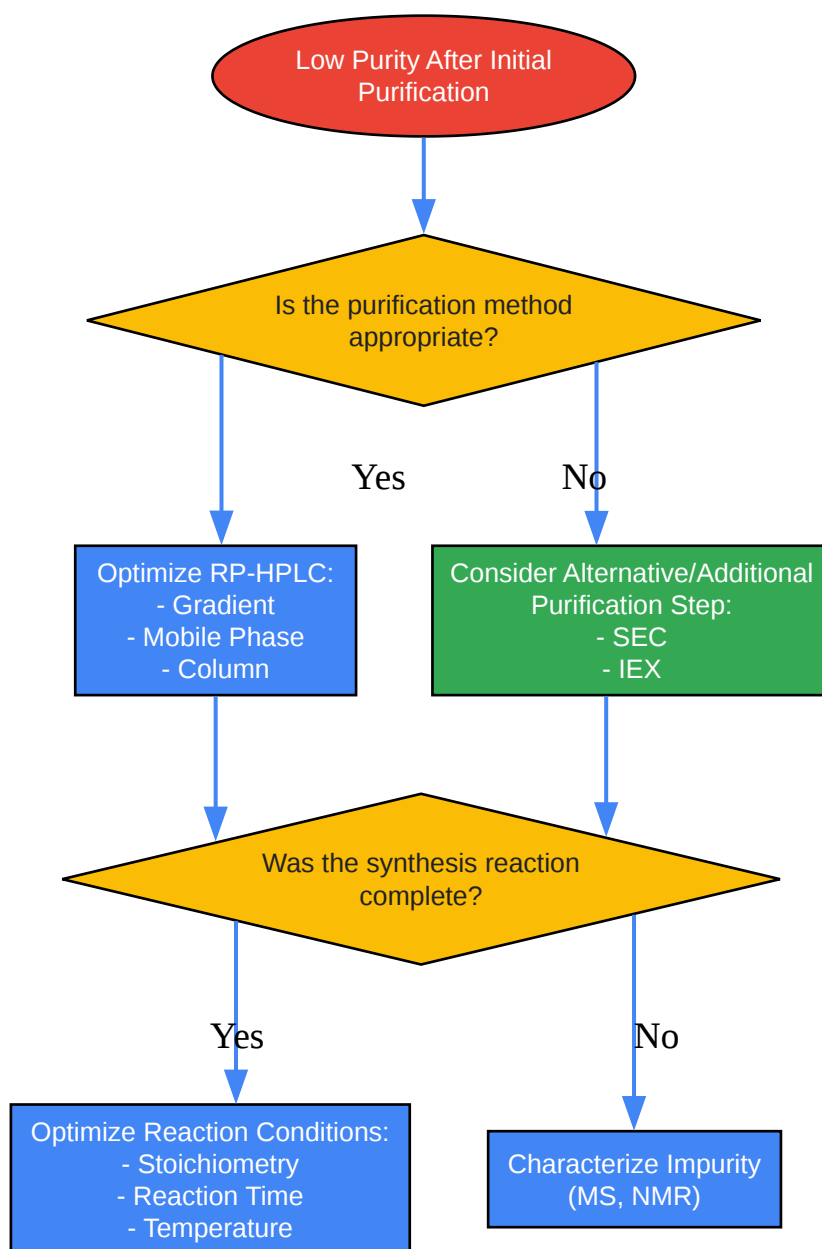 Low Purity After Initial
Purification
Is the purification method
appropriate?
Yes
No
Optimize RP-HPLC:
- Gradient
- Mobile Phase
- Column
Consider Alternative/Additional
Purification Step:
- SEC
- IEX
Was the synthesis reaction
complete?
Yes
No
Optimize Reaction Conditions:
- Stoichiometry
- Reaction Time
- Temperature
Characterize Impurity
(MS, NMR)